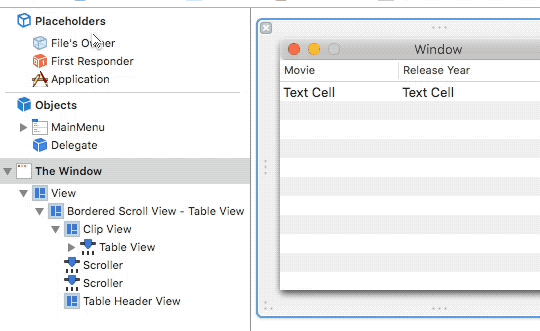 Placeholders
File's Owner
First Responder
Application
Objects
MainMenu
Delegate
The Window
View
Bordered Scroll View - Table View
Clip View
Table View
Scroller
Scroller
Table Header View
Window
Movie Release Year
Text Cell Text Cell